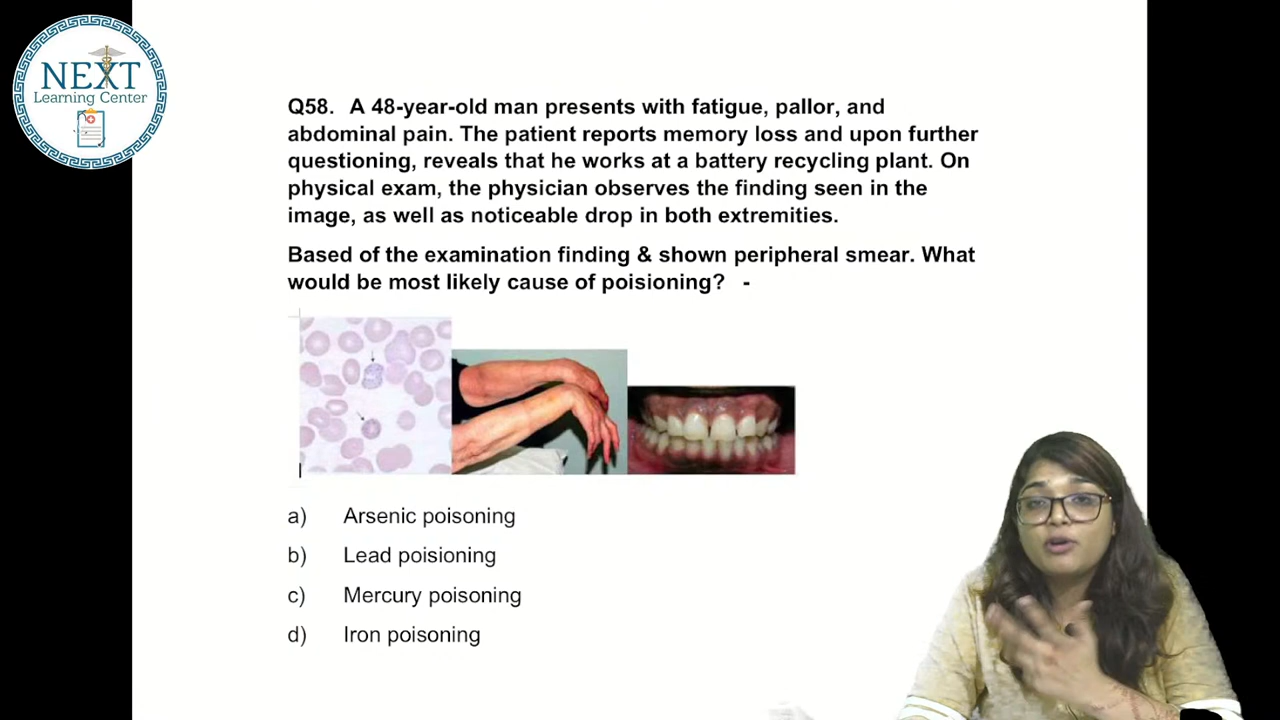 NEXT
Learning Center
Q58. A 48-year-old man presents with fatigue, pallor, and
abdominal pain. The patient reports memory loss and upon further
questioning, reveals that he works at a battery recycling plant. On
physical exam, the physician observes the finding seen in the
image, as well as noticeable drop in both extremities.
Based of the examination finding & shown peripheral smear. What
would be most likely cause of poisioning? -
a) Arsenic poisoning
b) Lead poisioning
c) Mercury poisoning
d) Iron poisoning